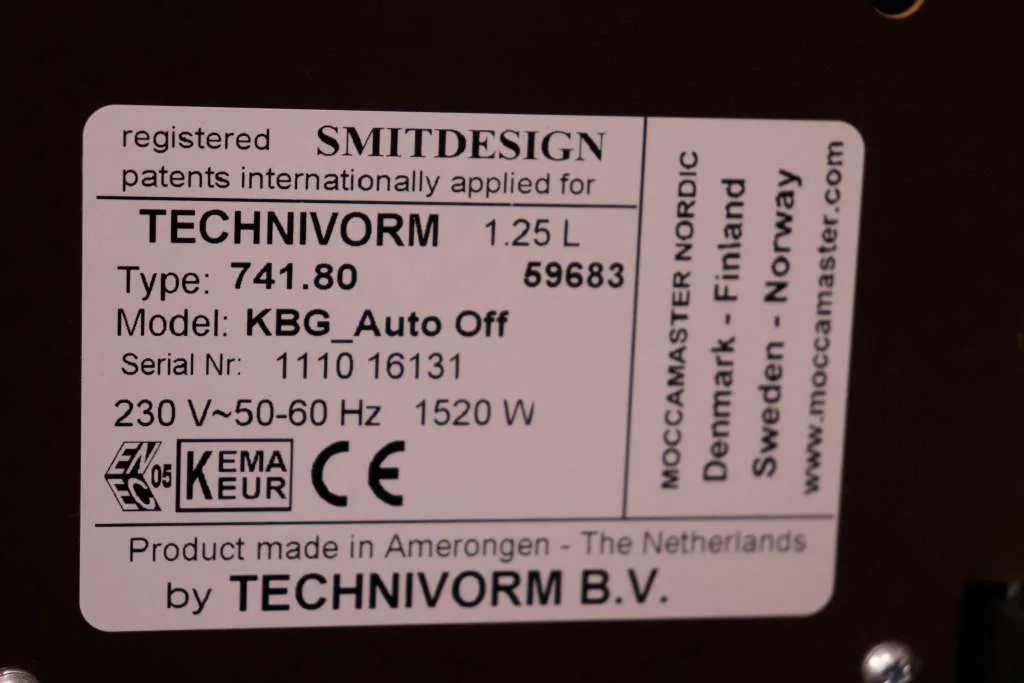 registered SMITDESIGN
patents internationally applied for
TECHNIVORM 1.25 L
Type: 741.80 59683
Model: KBG_Auto Off
Serial Nr: 1110 16131
230 V~50-60 Hz 1520 W
ENEC 05
KEMA
EUR
CE
MOCCAMASTER NORDIC
Denmark - Finland
Sweden - Norway
www.moccamaster.com
Product made in Amerongen - The Netherlands
by TECHNIVORM B.V.